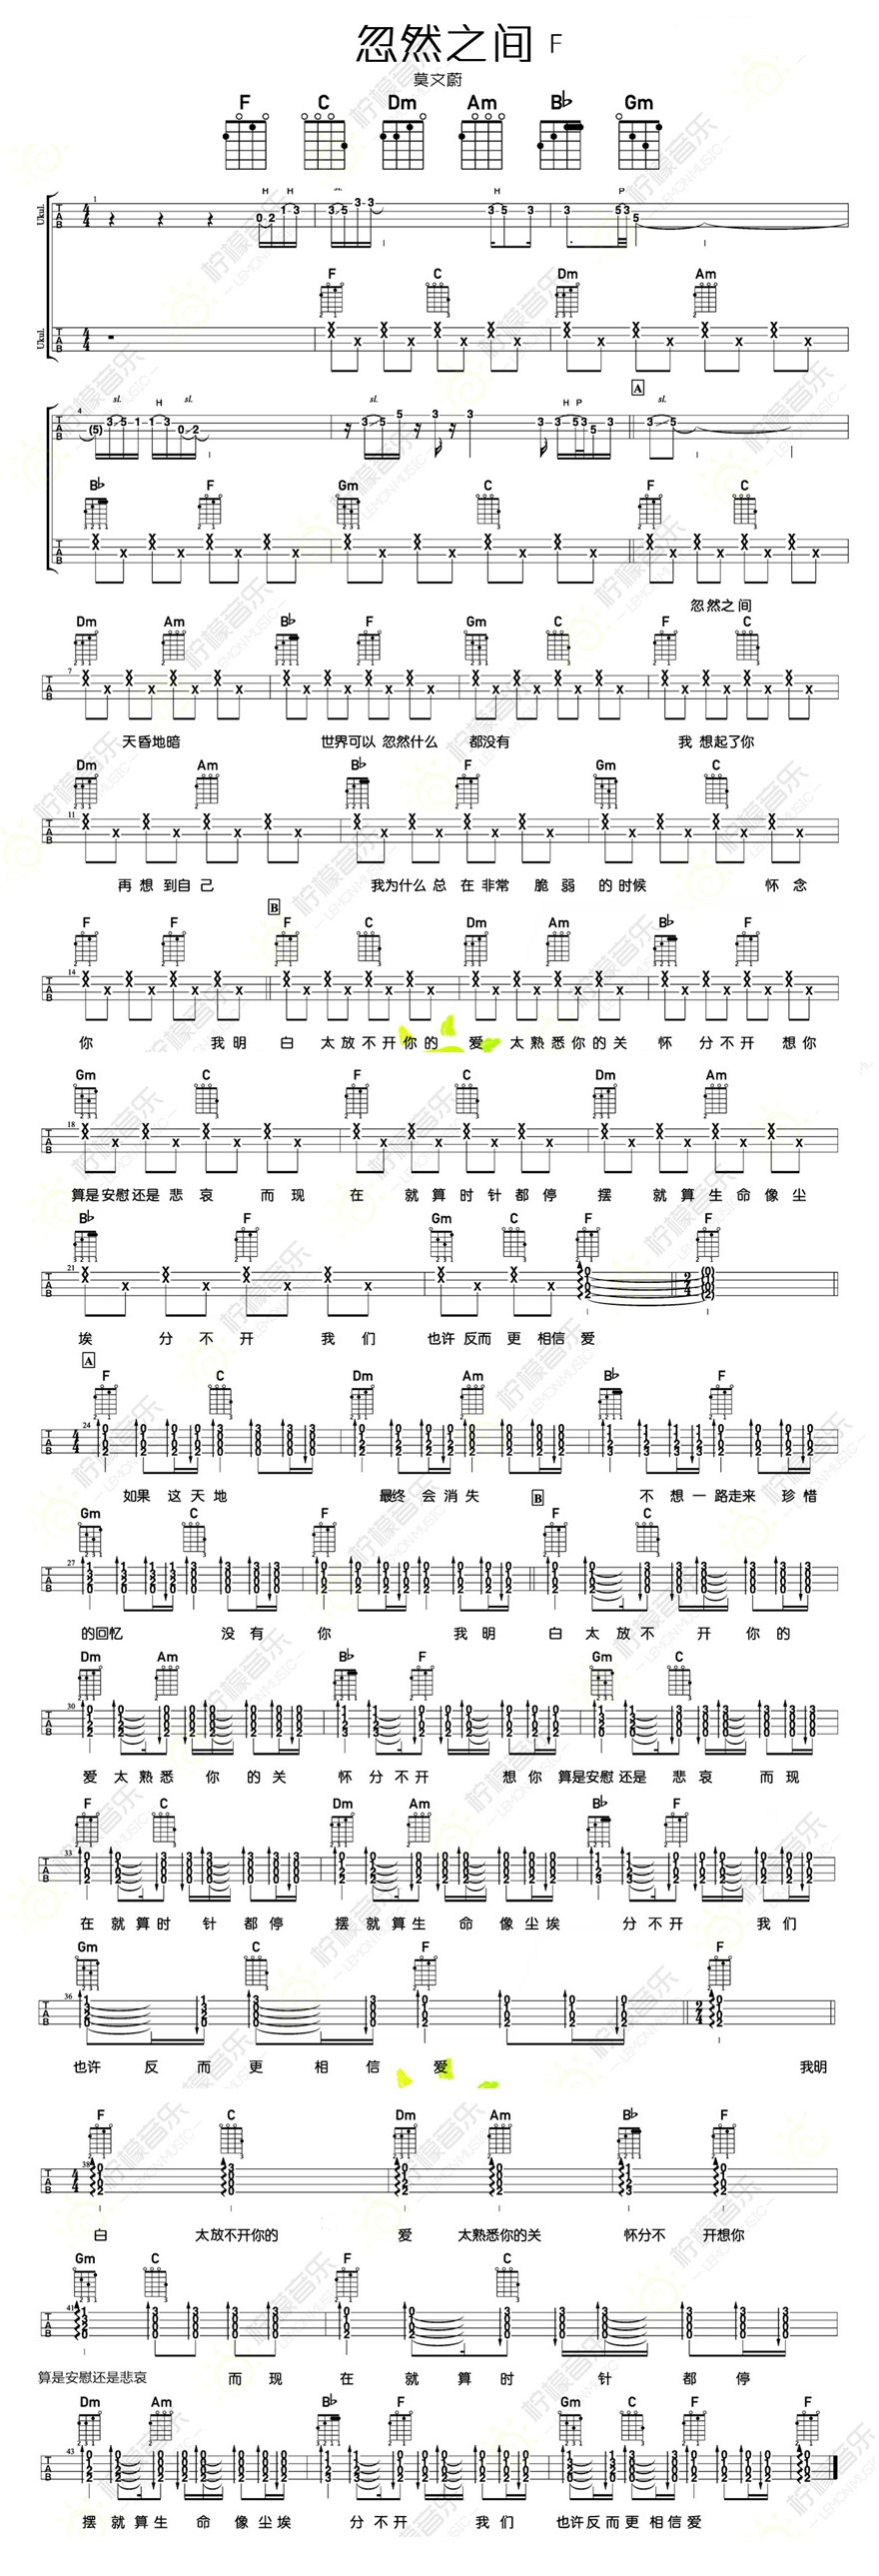 忽然之间 F
莫文蔚
F C Dm Am B♭ Gm
F C Dm Am
A
B♭ F Gm C F C
忽然之间
Dm Am B♭ F Gm C F C
天昏地暗 世界可以 忽然什么 都没有 我 想起了你
Dm Am B♭ F Gm C
再 想 到 自 己 我为什么 总 在 非常 脆 弱 的 时候 怀 念
B
F F F C Dm Am B♭ F
你 我 明 白 太 放 不 开 你 的 爱 太 熟 悉 你 的 关 怀 分 不 开 想 你
Gm C F C Dm Am
算是安慰还是 悲 哀 而 现 在 就 算 时 针 都 停 摆 就 算 生 命 像 尘
B♭ F Gm C F F
埃 分 不 开 我 们 也许 反而 更 相信 爱
A
F C Dm Am B♭ F
如果 这 天 地 最终 会 消 失 不 想 一 路走来 珍 惜
B
Gm C F F C
的回忆 没 有 你 我 明 白 太 放 不 开 你 的
Dm Am B♭ F Gm C
爱 太 熟 悉 你 的 关 怀 分 不 开 想 你 算是安慰 还是 悲 哀 而 现
F C Dm Am B♭ F
在 就 算 时 针 都 停 摆 就 算 生 命 像 尘 埃 分 不 开 我 们
Gm C F F
也许 反 而 更 相 信 爱 我明
F C Dm Am B♭ F
白 太放不开你的 爱 太熟悉你的关 怀分不 开想你
Gm C F C
算是安慰还是悲哀 而 现 在 就 算 时 针 都 停
Dm Am B♭ F Gm C F F
摆 就 算 生 命 像 尘 埃 分 不 开 我 们 也许 反 而 更 相 信 爱